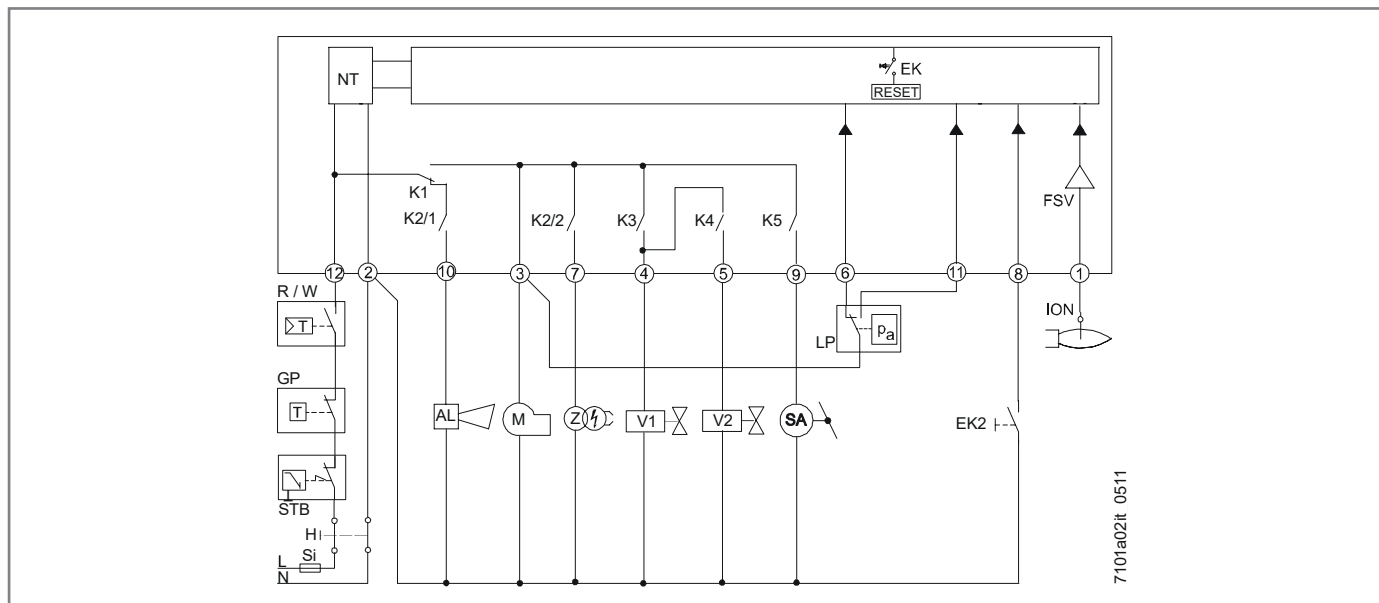 NT
EK
RESET
FSV
K1
K2/1
K2/2
K3
K4
K5
12
2
10
3
7
4
5
9
6
11
8
1
R / W
T
ION
LP
pa
GP
T
AL
M
Z
V1
V2
SA
EK2
STB
H
Si
L
N
7101a02it 0511